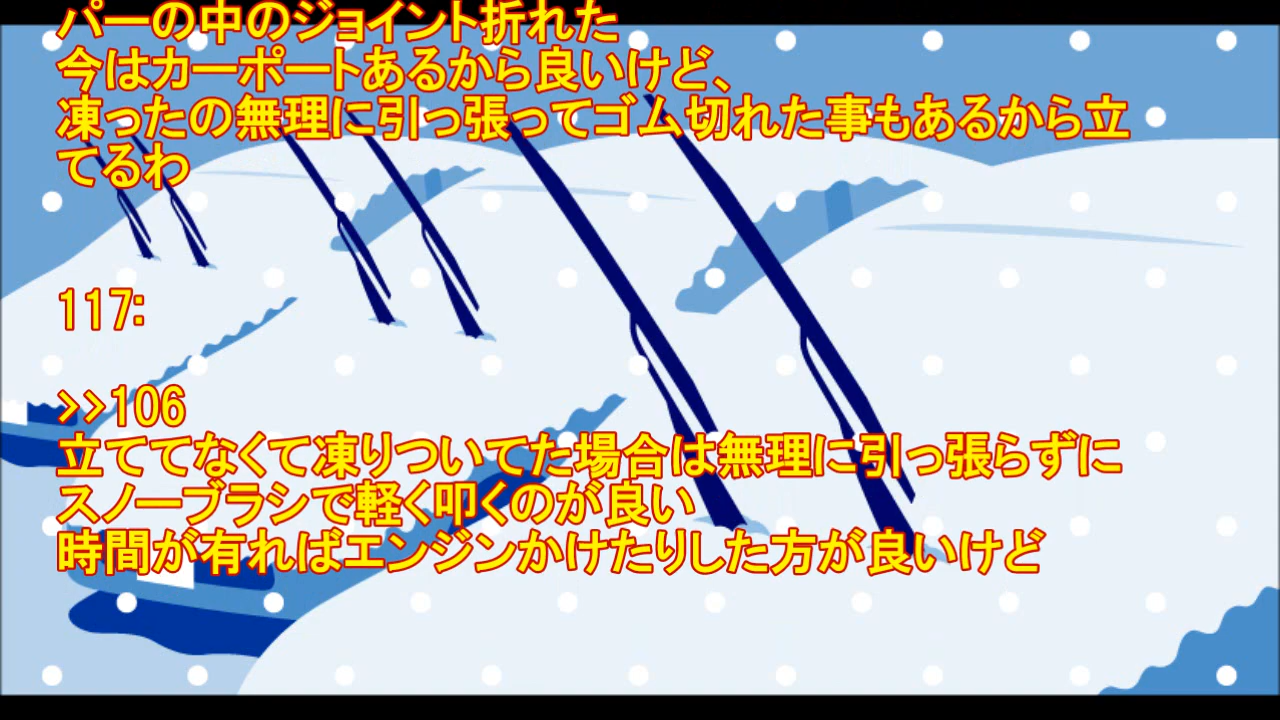 パーの中のジョイント折れた
今はカーポートあるから良いけど、
凍ったの無理に引っ張ってゴム切れた事もあるから立
てるわ
117:
>>106
立ててなくて凍りついてた場合は無理に引っ張らずに
スノーブラシで軽く叩くのが良い
時間が有ればエンジンかけたりした方が良いけど